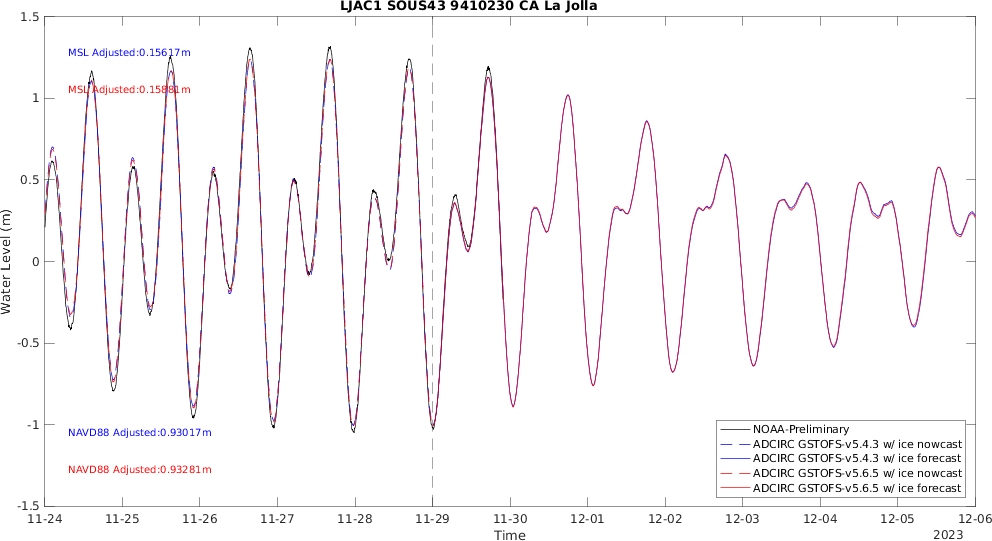 LJAC1 SOUS43 9410230 CA La Jolla
1.5
1
0.5
0
-0.5
-1
-1.5
Water Level (m)
MSL Adjusted:0.15617m
MSL Adjusted:0.15881m
NAVD88 Adjusted:0.93017m
NAVD88 Adjusted:0.93281m
NOAA-Preliminary
ADCIRC GSTOFS-v5.4.3 w/ ice nowcast
ADCIRC GSTOFS-v5.4.3 w/ ice forecast
ADCIRC GSTOFS-v5.6.5 w/ ice nowcast
ADCIRC GSTOFS-v5.6.5 w/ ice forecast
11-24 11-25 11-26 11-27 11-28 11-29 11-30 12-01 12-02 12-03 12-04 12-05 12-06
Time
2023